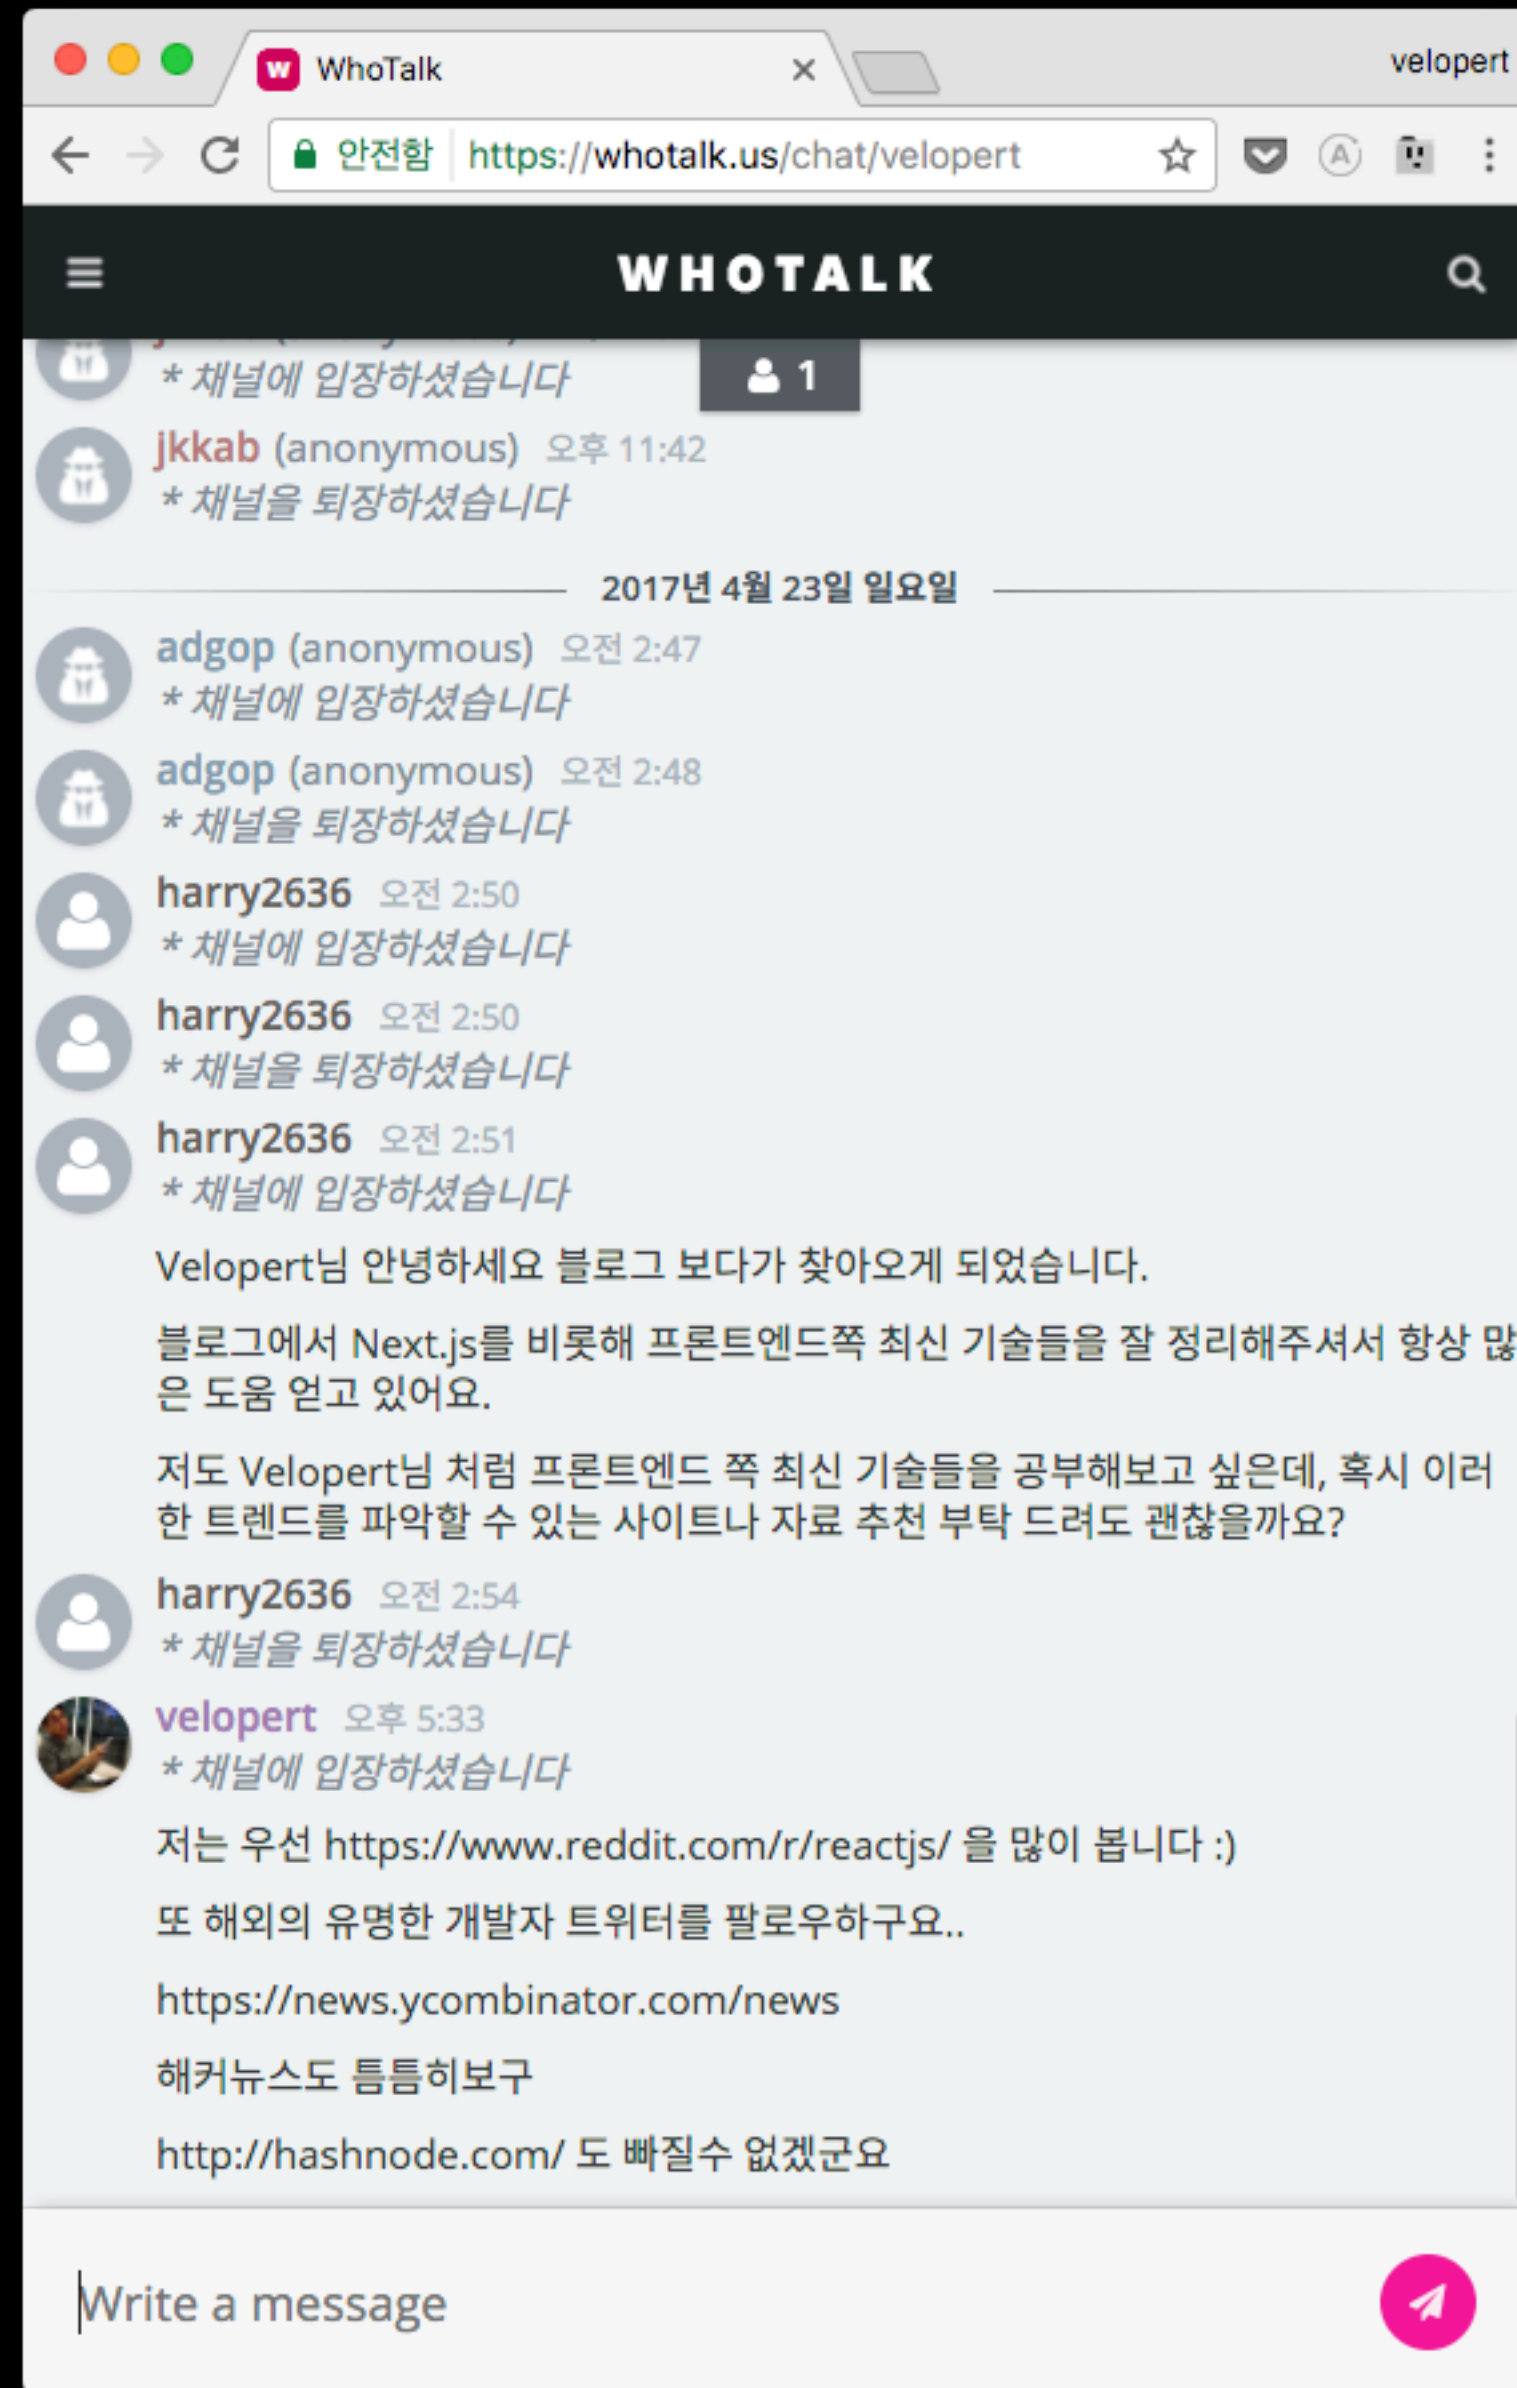 WhoTalk
velopert
안전함 https://whotalk.us/chat/velopert
WHOTALK
* 채널에 입장하셨습니다
1
jkkab (anonymous) 오후 11:42
* 채널을 퇴장하셨습니다
2017년 4월 23일 일요일
adgop (anonymous) 오전 2:47
* 채널에 입장하셨습니다
adgop (anonymous) 오전 2:48
* 채널을 퇴장하셨습니다
harry2636 오전 2:50
* 채널에 입장하셨습니다
harry2636 오전 2:50
* 채널을 퇴장하셨습니다
harry2636 오전 2:51
* 채널에 입장하셨습니다
Velopert님 안녕하세요 블로그 보다가 찾아오게 되었습니다.
블로그에서 Next.js를 비롯해 프론트엔드쪽 최신 기술들을 잘 정리해주셔서 항상 많
은 도움 얻고 있어요.
저도 Velopert님 처럼 프론트엔드 쪽 최신 기술들을 공부해보고 싶은데, 혹시 이러
한 트렌드를 파악할 수 있는 사이트나 자료 추천 부탁 드려도 괜찮을까요?
harry2636 오전 2:54
* 채널을 퇴장하셨습니다
velopert 오후 5:33
* 채널에 입장하셨습니다
저는 우선 https://www.reddit.com/r/reactjs/ 을 많이 봅니다 :)
또 해외의 유명한 개발자 트위터를 팔로우하구요..
https://news.ycombinator.com/news
해커뉴스도 틈틈히보구
http://hashnode.com/ 도 빠질수 없겠군요
Write a message